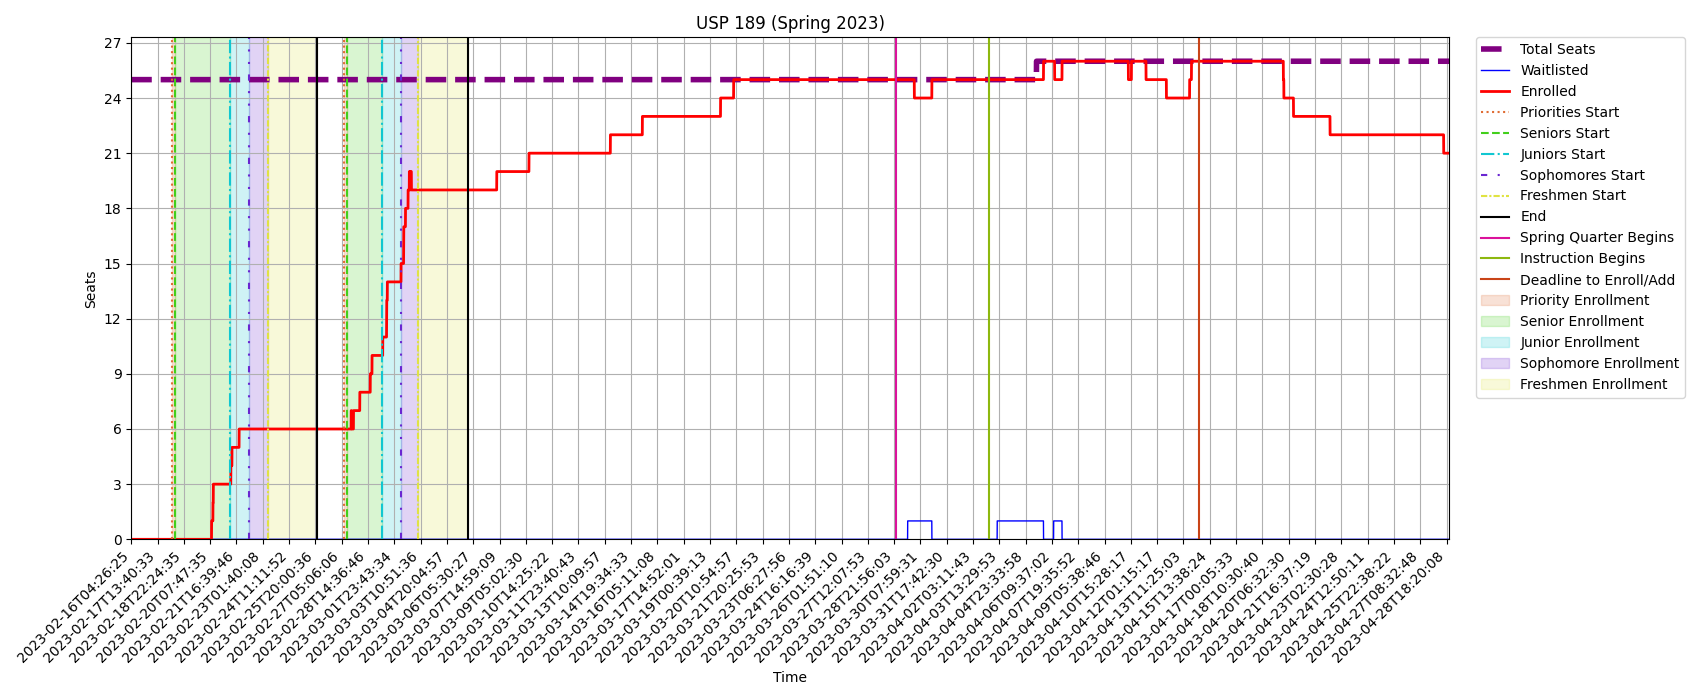 USP 189 (Spring 2023)
27
24
21
18
15
12
9
6
3
0
Seats
2023-02-16T04:26:25
2023-02-17T13:40:33
2023-02-18T22:24:35
2023-02-20T07:47:35
2023-02-21T16:39:46
2023-02-23T01:40:08
2023-02-24T11:11:52
2023-02-25T20:00:36
2023-02-27T05:06:06
2023-02-28T14:36:46
2023-03-01T23:43:34
2023-03-03T10:51:36
2023-03-04T20:04:57
2023-03-06T05:30:27
2023-03-07T14:59:09
2023-03-09T05:02:30
2023-03-10T14:25:22
2023-03-11T23:40:43
2023-03-13T10:09:57
2023-03-14T19:34:33
2023-03-16T05:11:08
2023-03-17T14:52:01
2023-03-19T00:39:13
2023-03-20T10:54:57
2023-03-21T20:25:53
2023-03-23T06:27:56
2023-03-24T16:16:39
2023-03-26T01:51:10
2023-03-27T12:07:53
2023-03-28T21:56:03
2023-03-30T07:59:31
2023-03-31T17:42:30
2023-04-02T03:11:43
2023-04-03T13:29:53
2023-04-04T23:33:58
2023-04-06T09:37:02
2023-04-07T19:35:52
2023-04-09T05:38:46
2023-04-10T15:28:17
2023-04-12T01:15:17
2023-04-13T11:25:03
2023-04-15T13:38:24
2023-04-17T00:05:33
2023-04-18T10:30:40
2023-04-20T06:32:30
2023-04-21T16:37:19
2023-04-23T02:30:28
2023-04-24T12:50:11
2023-04-25T22:38:22
2023-04-27T08:32:48
2023-04-28T18:20:08
Time
Total Seats
Waitlisted
Enrolled
Priorities Start
Seniors Start
Juniors Start
Sophomores Start
Freshmen Start
End
Spring Quarter Begins
Instruction Begins
Deadline to Enroll/Add
Priority Enrollment
Senior Enrollment
Junior Enrollment
Sophomore Enrollment
Freshmen Enrollment